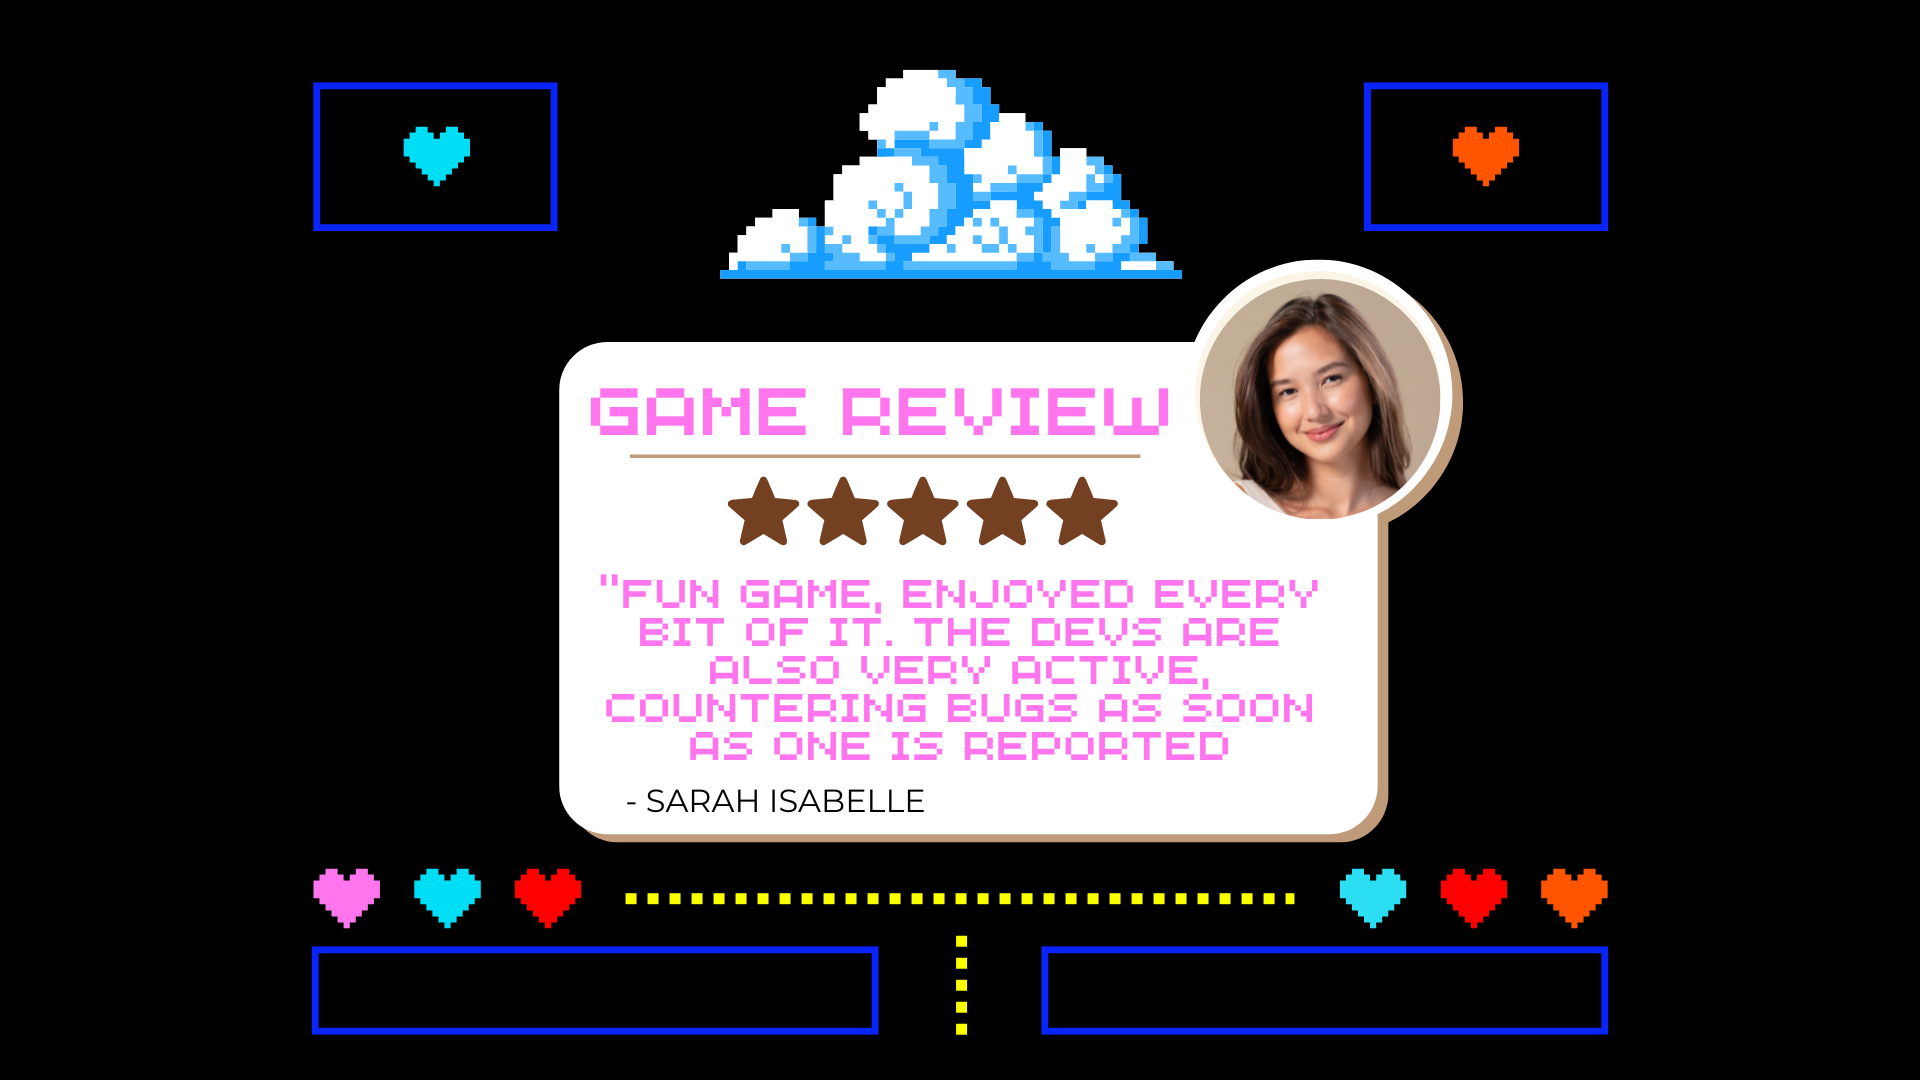 GAME REVIEW
"FUN GAME, ENJOYED EVERY
BIT OF IT. THE DEVS ARE
ALSO VERY ACTIVE,
COUNTERING BUGS AS SOON
AS ONE IS REPORTED
- SARAH ISABELLE